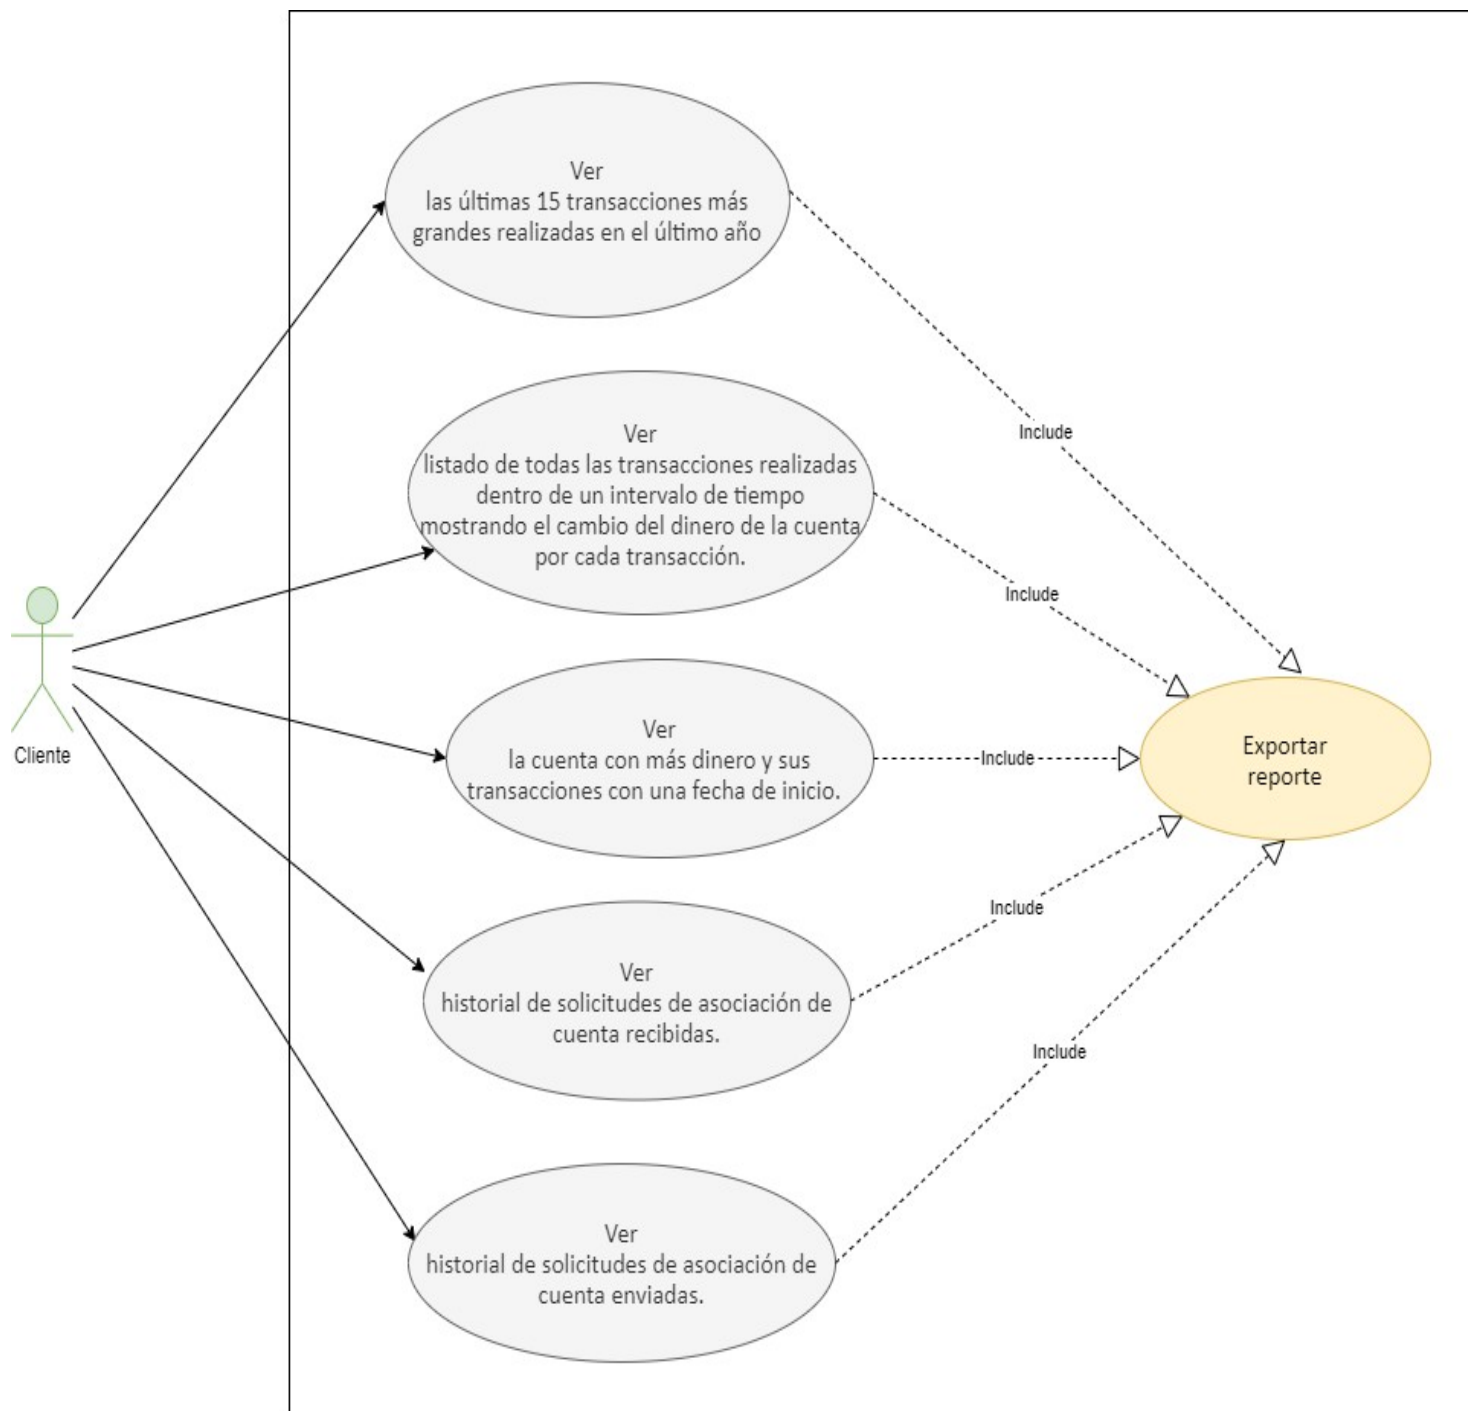 Ver
las últimas 15 transacciones más
grandes realizadas en el último año
Include
Ver
listado de todas las transacciones realizadas
dentro de un intervalo de tiempo
mostrando el cambio del dinero de la cuenta
por cada transacción.
Include
Cliente
Ver
la cuenta con más dinero y sus
transacciones con una fecha de inicio.
Include
Exportar
reporte
Ver
historial de solicitudes de asociación de
cuenta recibidas.
Include
Ver
historial de solicitudes de asociación de
cuenta enviadas.
Include